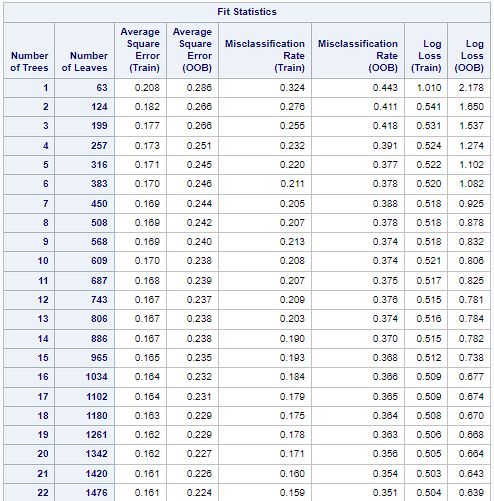 Fit Statistics
Number of Trees Number of Leaves Average Square Error (Train) Average Square Error (OOB) Misclassification Rate (Train) Misclassification Rate (OOB) Log Loss (Train) Log Loss (OOB)
1 63 0.208 0.286 0.324 0.443 1.010 2.178
2 124 0.182 0.266 0.276 0.411 0.541 1.650
3 199 0.177 0.266 0.255 0.418 0.531 1.537
4 257 0.173 0.251 0.232 0.391 0.524 1.274
5 316 0.171 0.245 0.220 0.377 0.522 1.102
6 383 0.170 0.246 0.211 0.378 0.520 1.082
7 450 0.169 0.244 0.205 0.388 0.518 0.925
8 508 0.169 0.242 0.207 0.378 0.518 0.878
9 568 0.169 0.240 0.213 0.374 0.518 0.832
10 609 0.170 0.238 0.208 0.374 0.521 0.806
11 687 0.168 0.239 0.207 0.375 0.517 0.825
12 743 0.167 0.237 0.209 0.376 0.515 0.781
13 806 0.167 0.238 0.203 0.374 0.516 0.784
14 886 0.167 0.238 0.190 0.370 0.515 0.782
15 965 0.165 0.235 0.193 0.368 0.512 0.738
16 1034 0.164 0.232 0.184 0.366 0.509 0.677
17 1102 0.164 0.231 0.179 0.365 0.509 0.674
18 1180 0.163 0.229 0.175 0.364 0.508 0.670
19 1261 0.162 0.229 0.178 0.363 0.506 0.668
20 1342 0.162 0.227 0.171 0.356 0.505 0.664
21 1420 0.161 0.226 0.160 0.354 0.503 0.643
22 1476 0.161 0.224 0.159 0.351 0.504 0.639